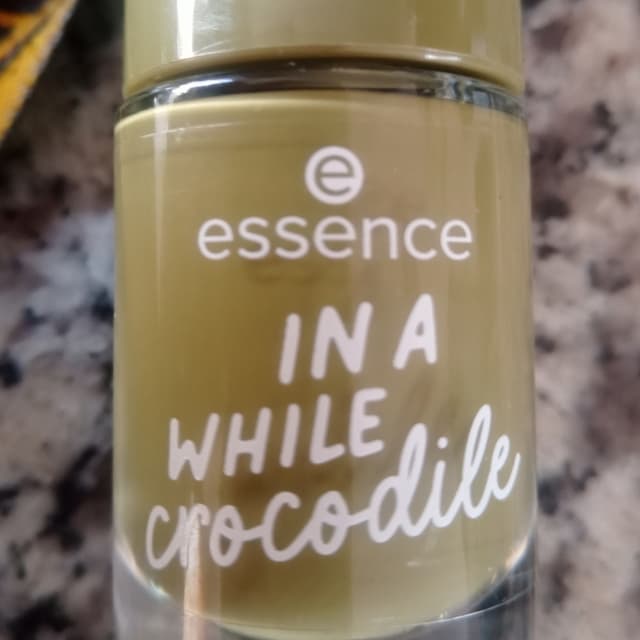 e
essence
IN A
WHILE
crocodile